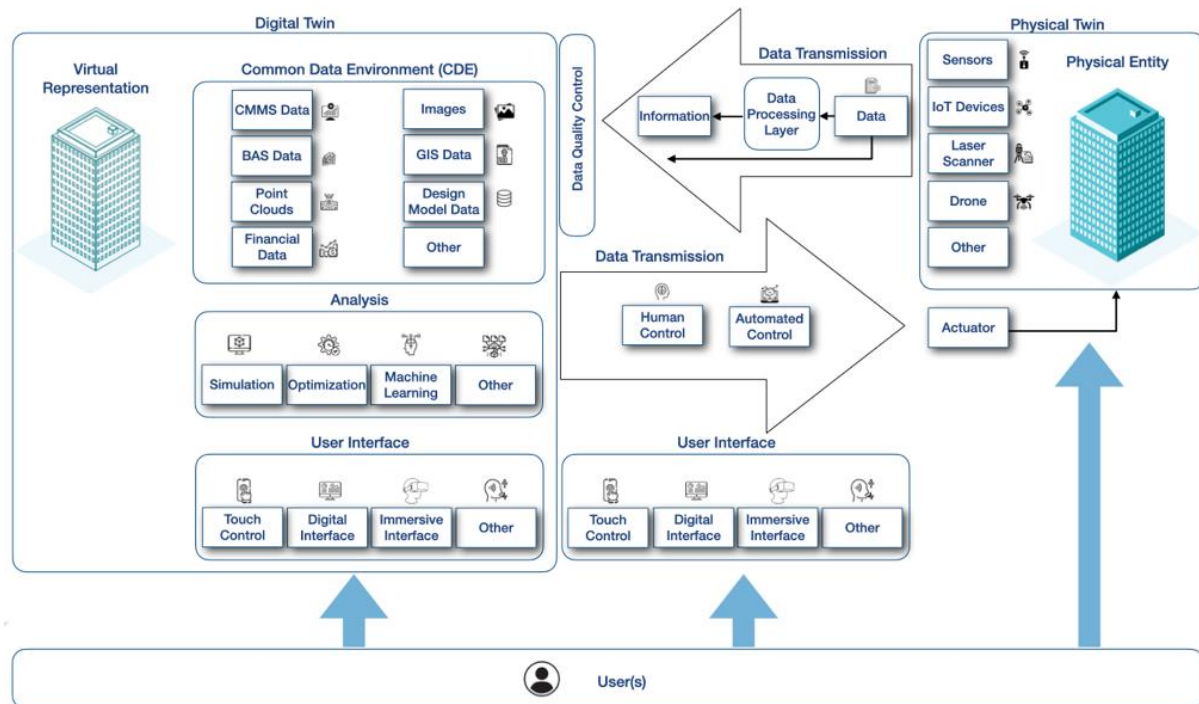 Digital Twin
Virtual
Representation
Common Data Environment (CDE)
CMMS Data
Images
BAS Data
GIS Data
Point
Clouds
Design
Model Data
Financial
Data
Other
Analysis
Simulation
Optimization
Machine
Learning
Other
User Interface
Touch
Control
Digital
Interface
Immersive
Interface
Other
Data Quality Control
Data Transmission
Information
Data
Processing
Layer
Data
Data Transmission
Human
Control
Automated
Control
User Interface
Touch
Control
Digital
Interface
Immersive
Interface
Other
Physical Twin
Sensors
IoT Devices
Laser
Scanner
Drone
Other
Physical Entity
Actuator
User(s)